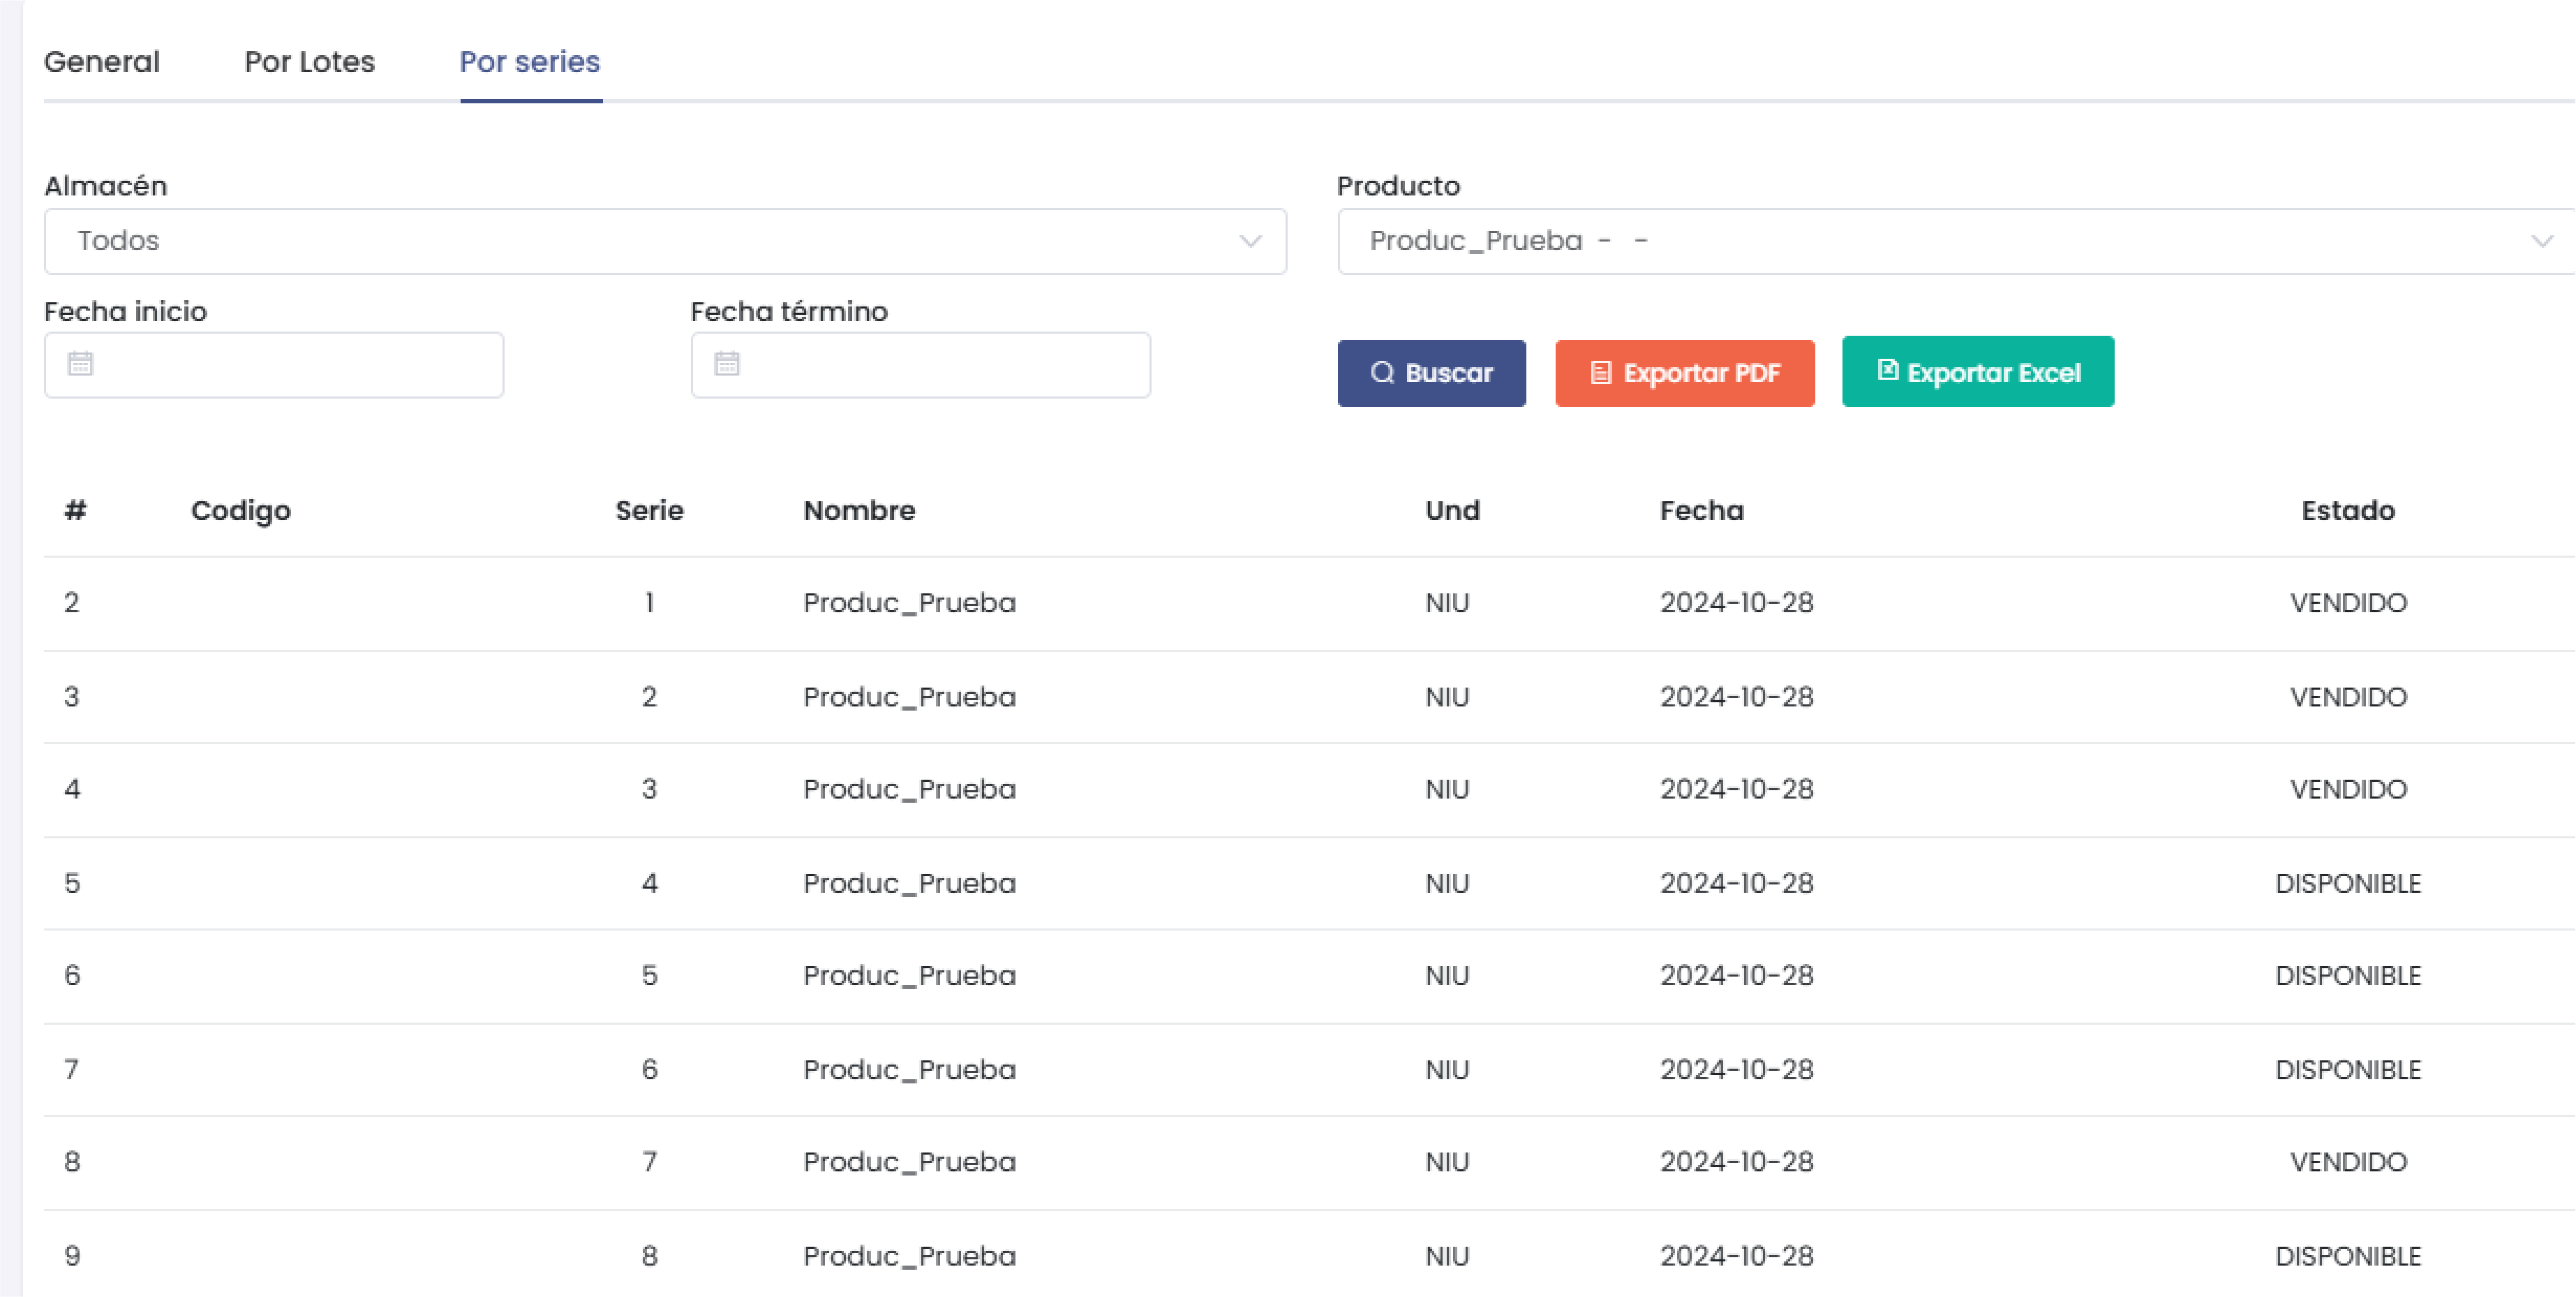 General Por Lotes Por series
Almacén Producto
Todos Produc_Prueba - -
Fecha inicio Fecha término
Buscar Exportar PDF Exportar Excel
# Codigo Serie Nombre Und Fecha Estado
2 1 Produc_Prueba NIU 2024-10-28 VENDIDO
3 2 Produc_Prueba NIU 2024-10-28 VENDIDO
4 3 Produc_Prueba NIU 2024-10-28 VENDIDO
5 4 Produc_Prueba NIU 2024-10-28 DISPONIBLE
6 5 Produc_Prueba NIU 2024-10-28 DISPONIBLE
7 6 Produc_Prueba NIU 2024-10-28 DISPONIBLE
8 7 Produc_Prueba NIU 2024-10-28 VENDIDO
9 8 Produc_Prueba NIU 2024-10-28 DISPONIBLE